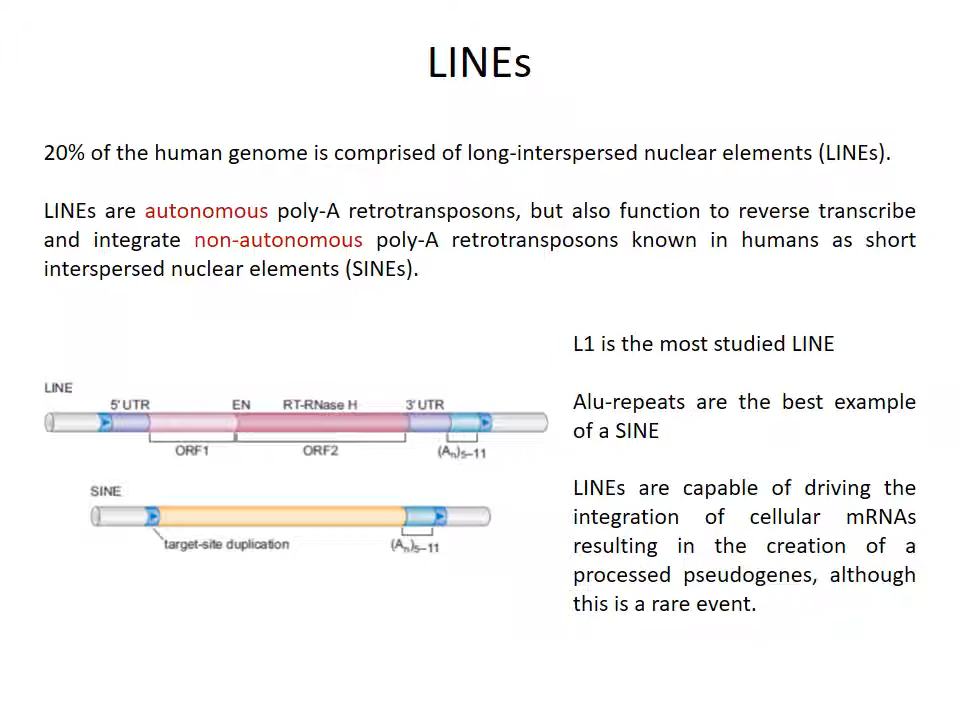 LINEs
20% of the human genome is comprised of long-interspersed nuclear elements (LINEs).
LINEs are autonomous poly-A retrotransposons, but also function to reverse transcribe
and integrate non-autonomous poly-A retrotransposons known in humans as short
interspersed nuclear elements (SINEs).
L1 is the most studied LINE
Alu-repeats are the best example
of a SINE
LINEs are capable of driving the
integration of cellular mRNAs
resulting in the creation of a
processed pseudogenes, although
this is a rare event.
LINE
5' UTR EN RT-RNase H 3' UTR
ORF1 ORF2 (An)5–11
SINE
target-site duplication (An)5–11